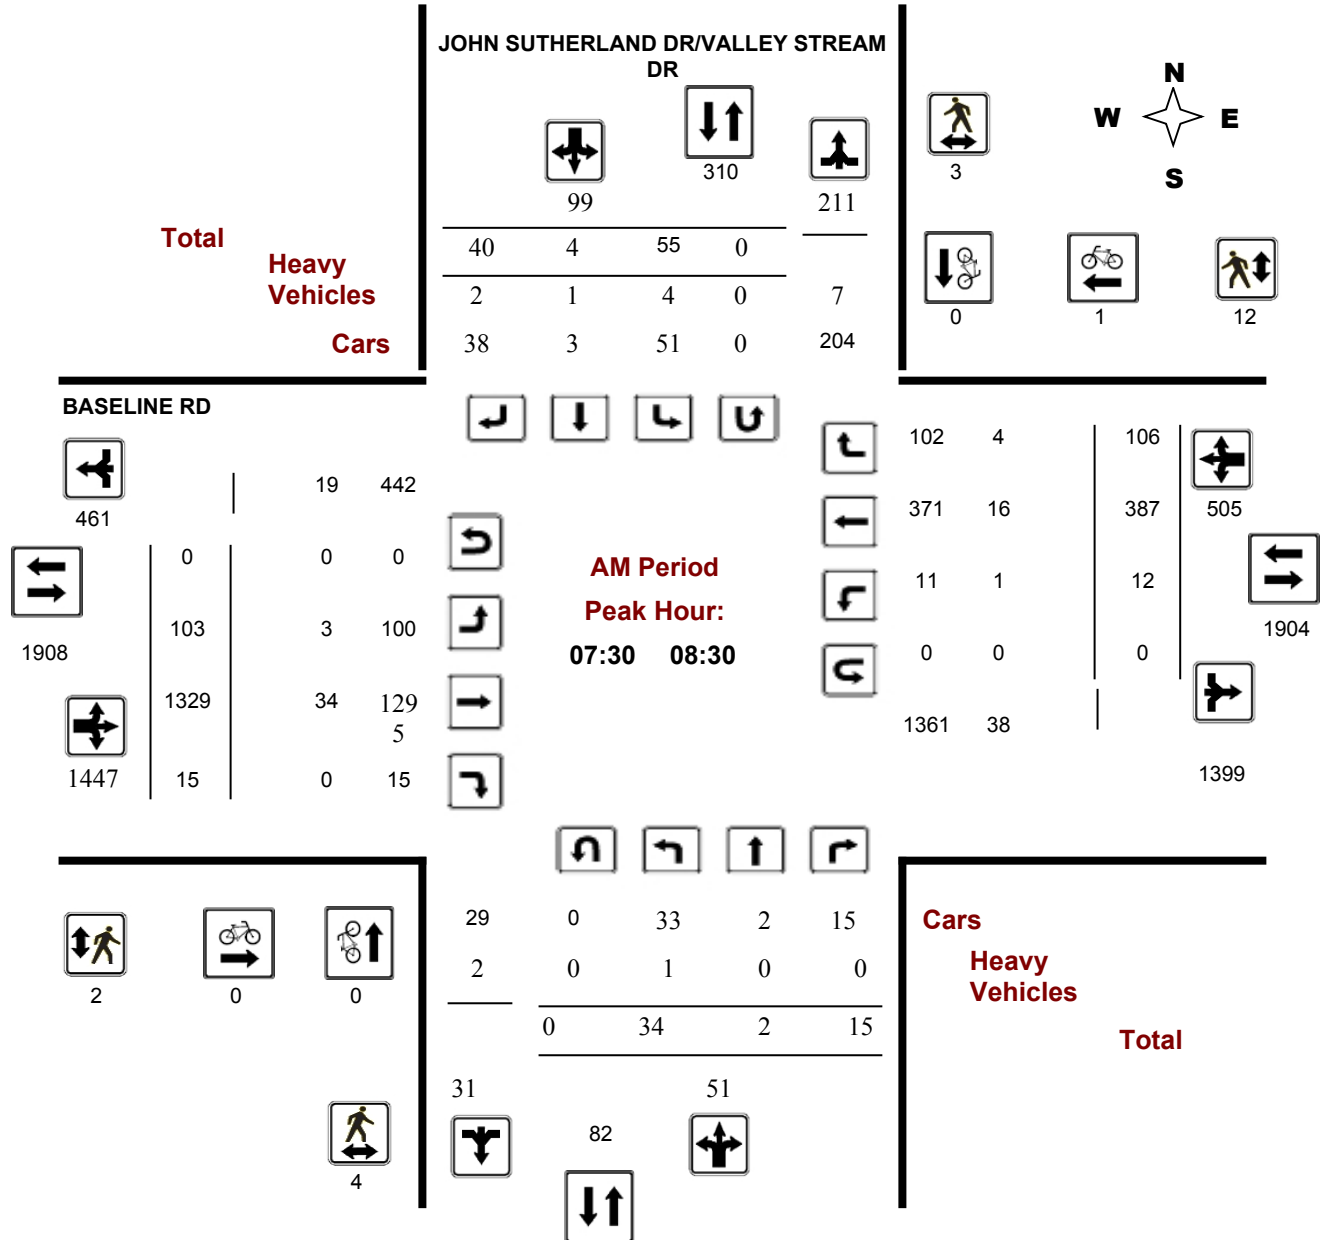 JOHN SUTHERLAND DR/VALLEY STREAM
DR
N
W E
S
310
3
99
211
Total
40 4 55 0
Heavy
Vehicles
2 1 4 0 7
Cars
38 3 51 0 204
0 1 12
BASELINE RD
102 4 106
19 442
461
371 16 387 505
0 0 0
AM Period
11 1 12
Peak Hour:
103 3 100
1904
1908
07:30 08:30
0 0 0
1329 34 129
5
1361 38
1447 15 0 15
1399
29 0 33 2 15
Cars
2 0 1 0 0
Heavy
Vehicles
2 0 0
0 34 2 15
Total
31 51
82
4